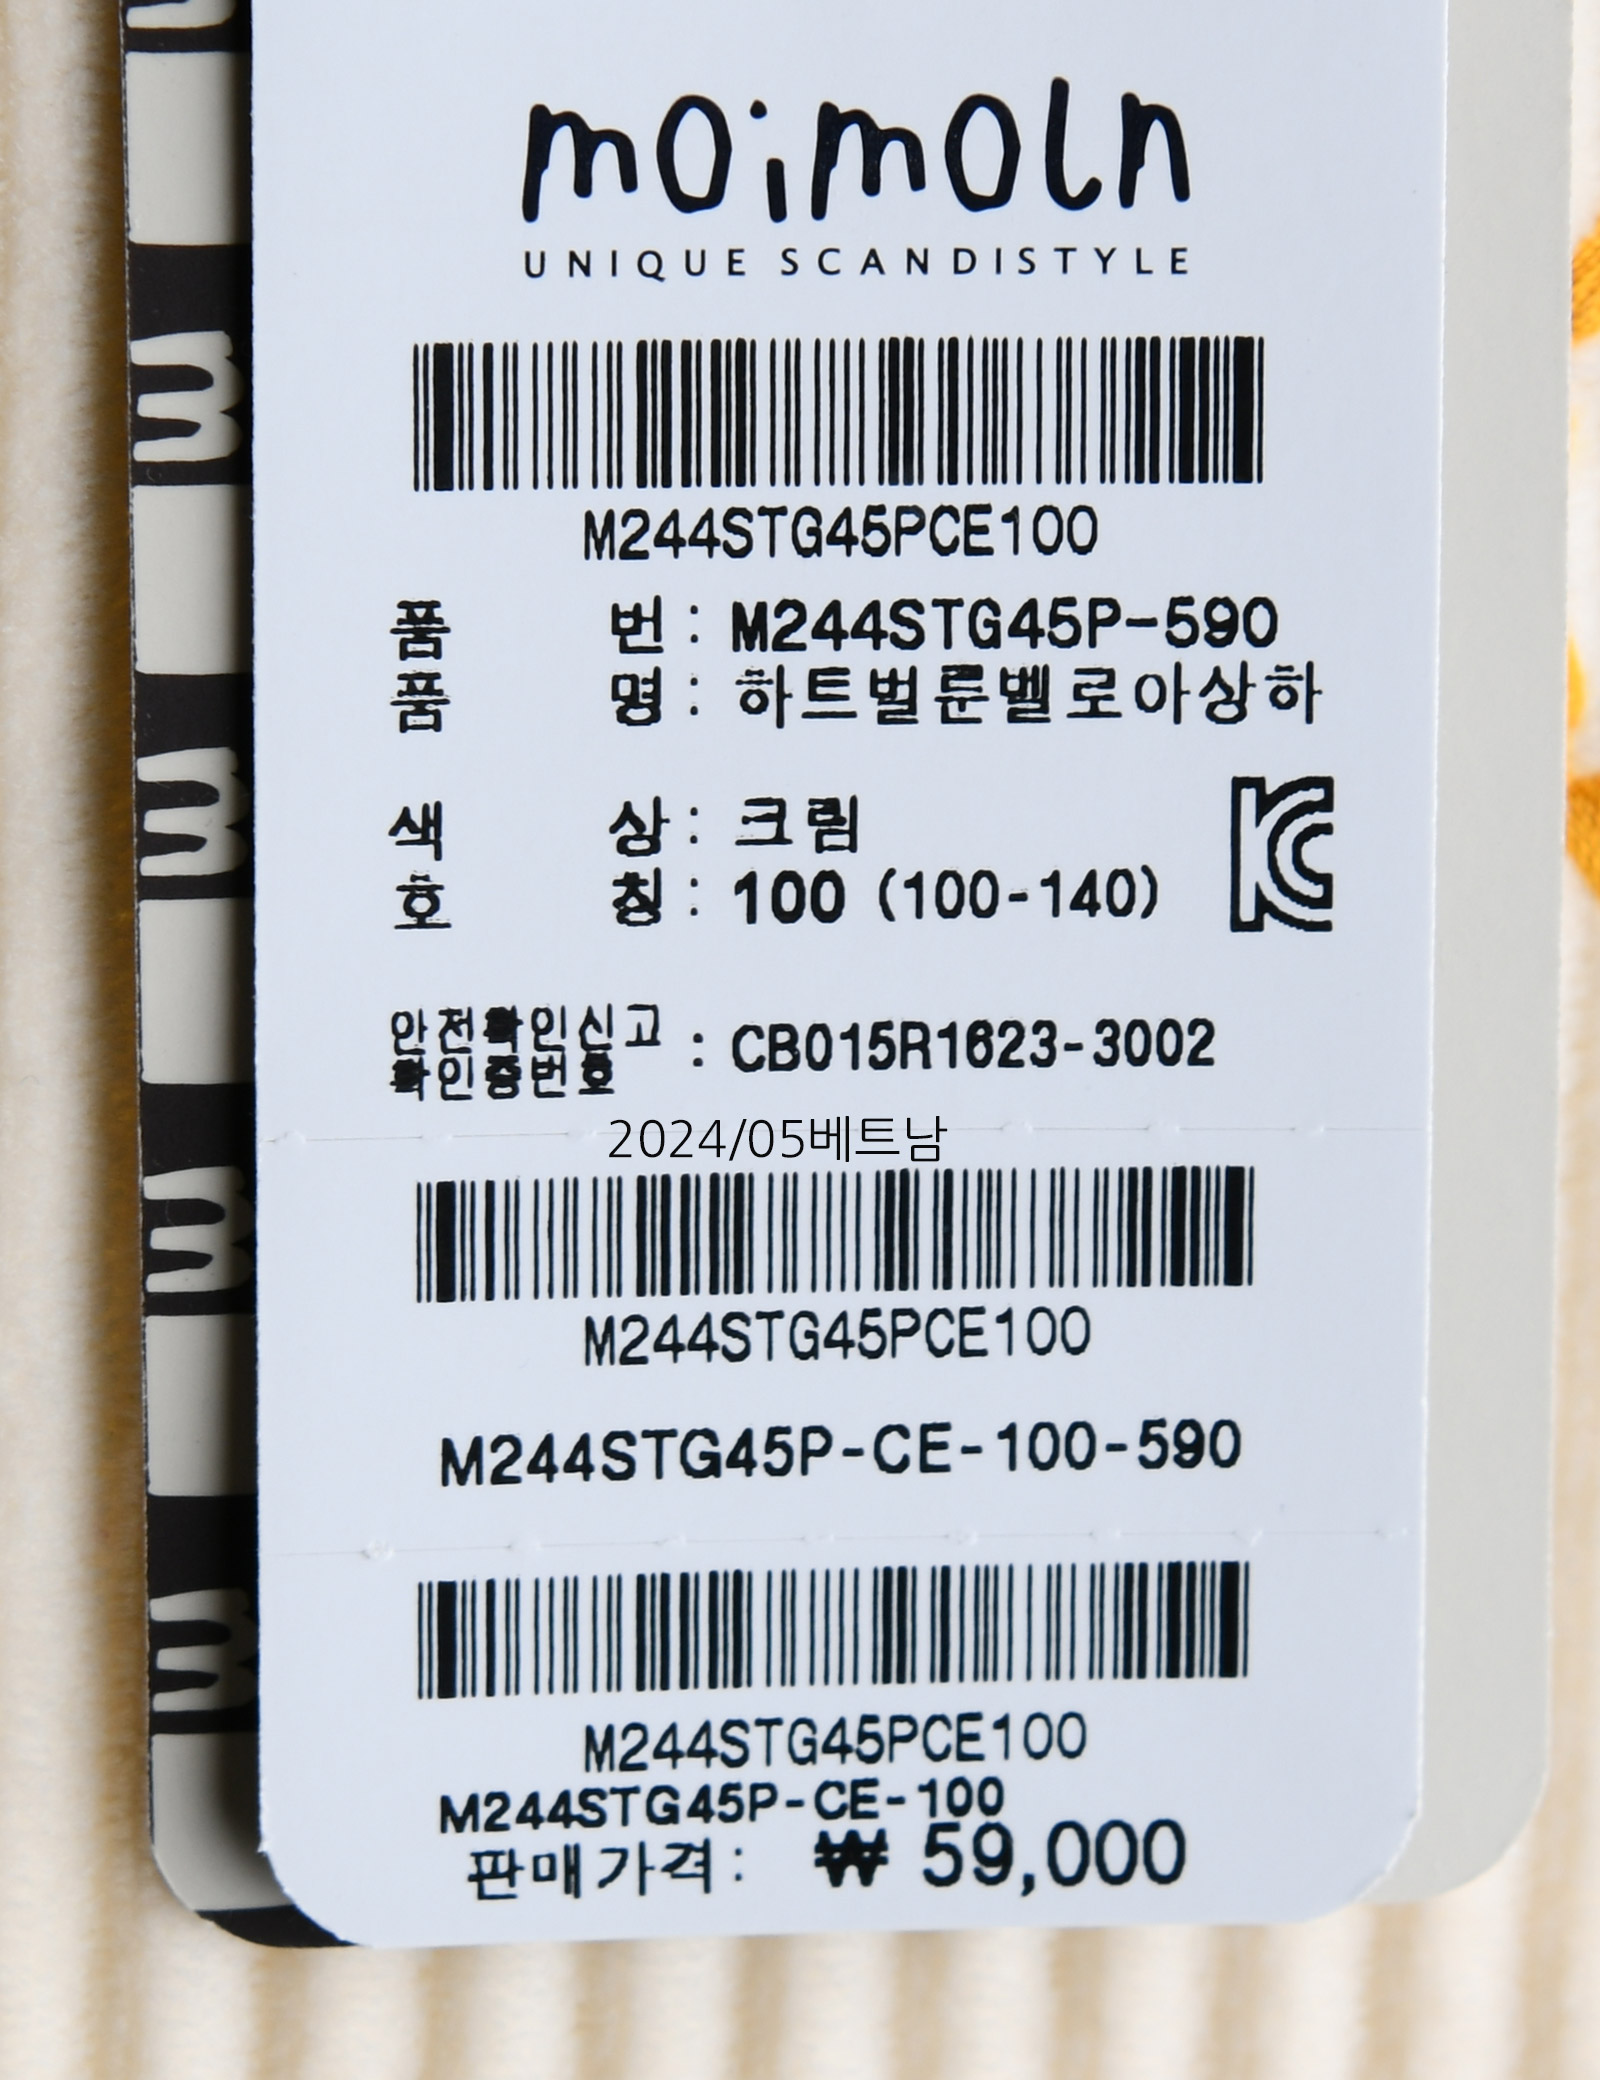 moimoln
UNIQUE SCANDISTYLE
M244STG45PCE100
품 번 : M244STG45P-590
품 명 : 하트벌룬벨로아상하
색 상 : 크림
호 칭 : 100 (100-140)
KC
안전확인신고
확인증번호 : CB015R1623-3002
2024/05베트남
M244STG45PCE100
M244STG45P-CE-100-590
M244STG45PCE100
M244STG45P-CE-100
판매가격 : ₩ 59,000